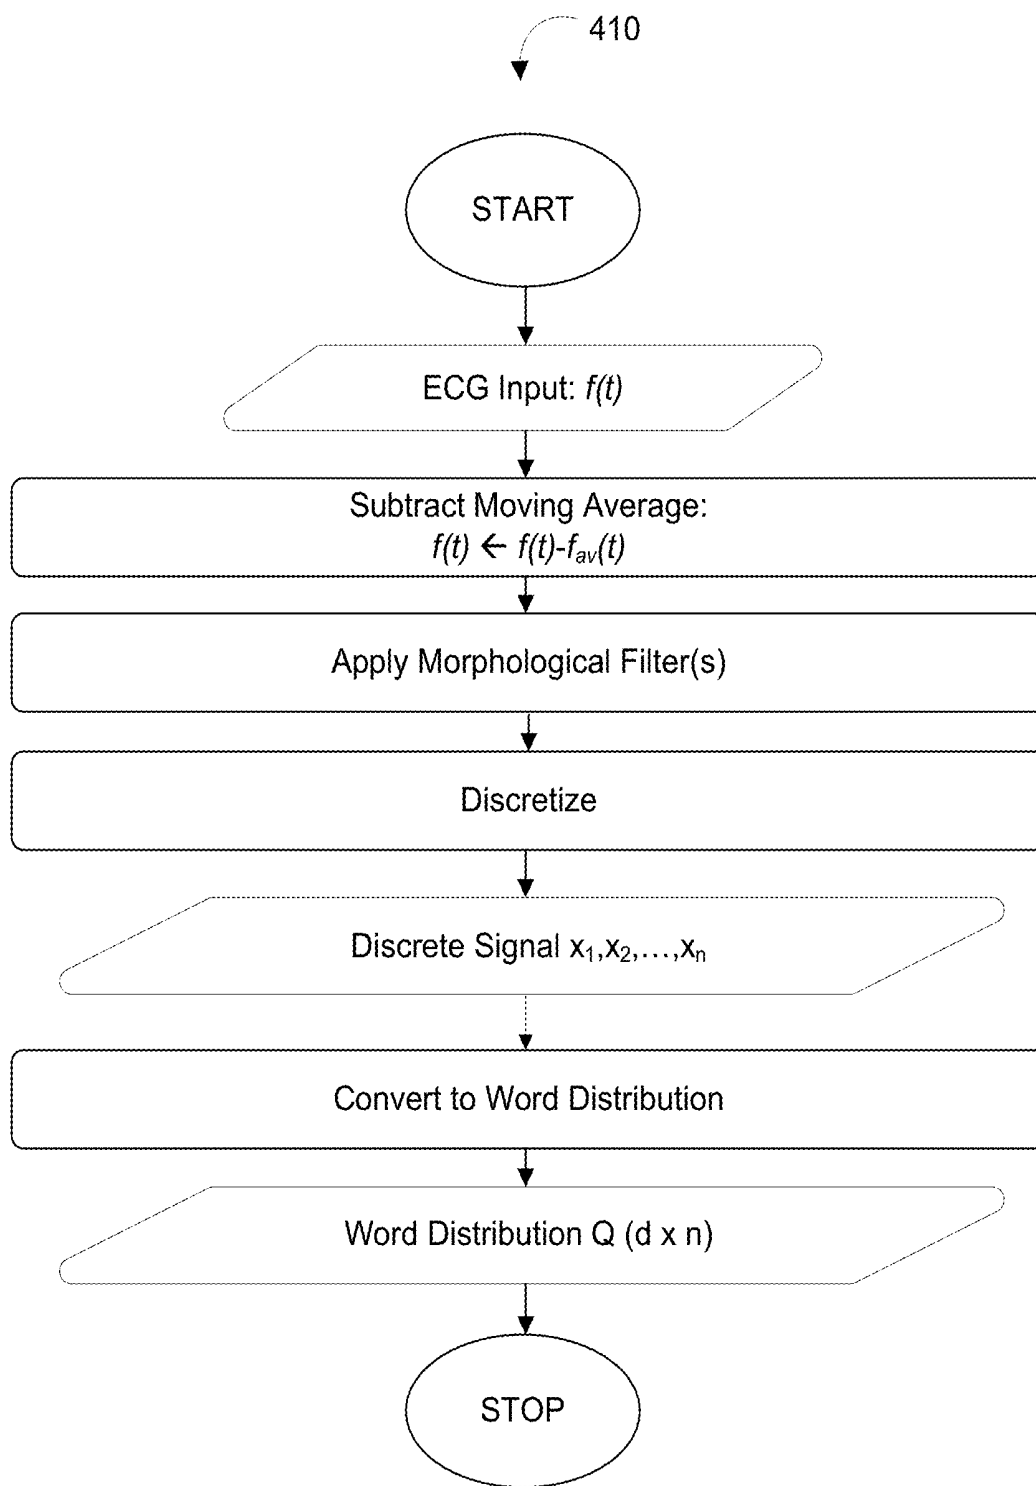 410
START
ECG Input: f(t)
Subtract Moving Average:
f(t) ← f(t)-fav(t)
Apply Morphological Filter(s)
Discretize
Discrete Signal x1,x2,…,xn
Convert to Word Distribution
Word Distribution Q (d x n)
STOP